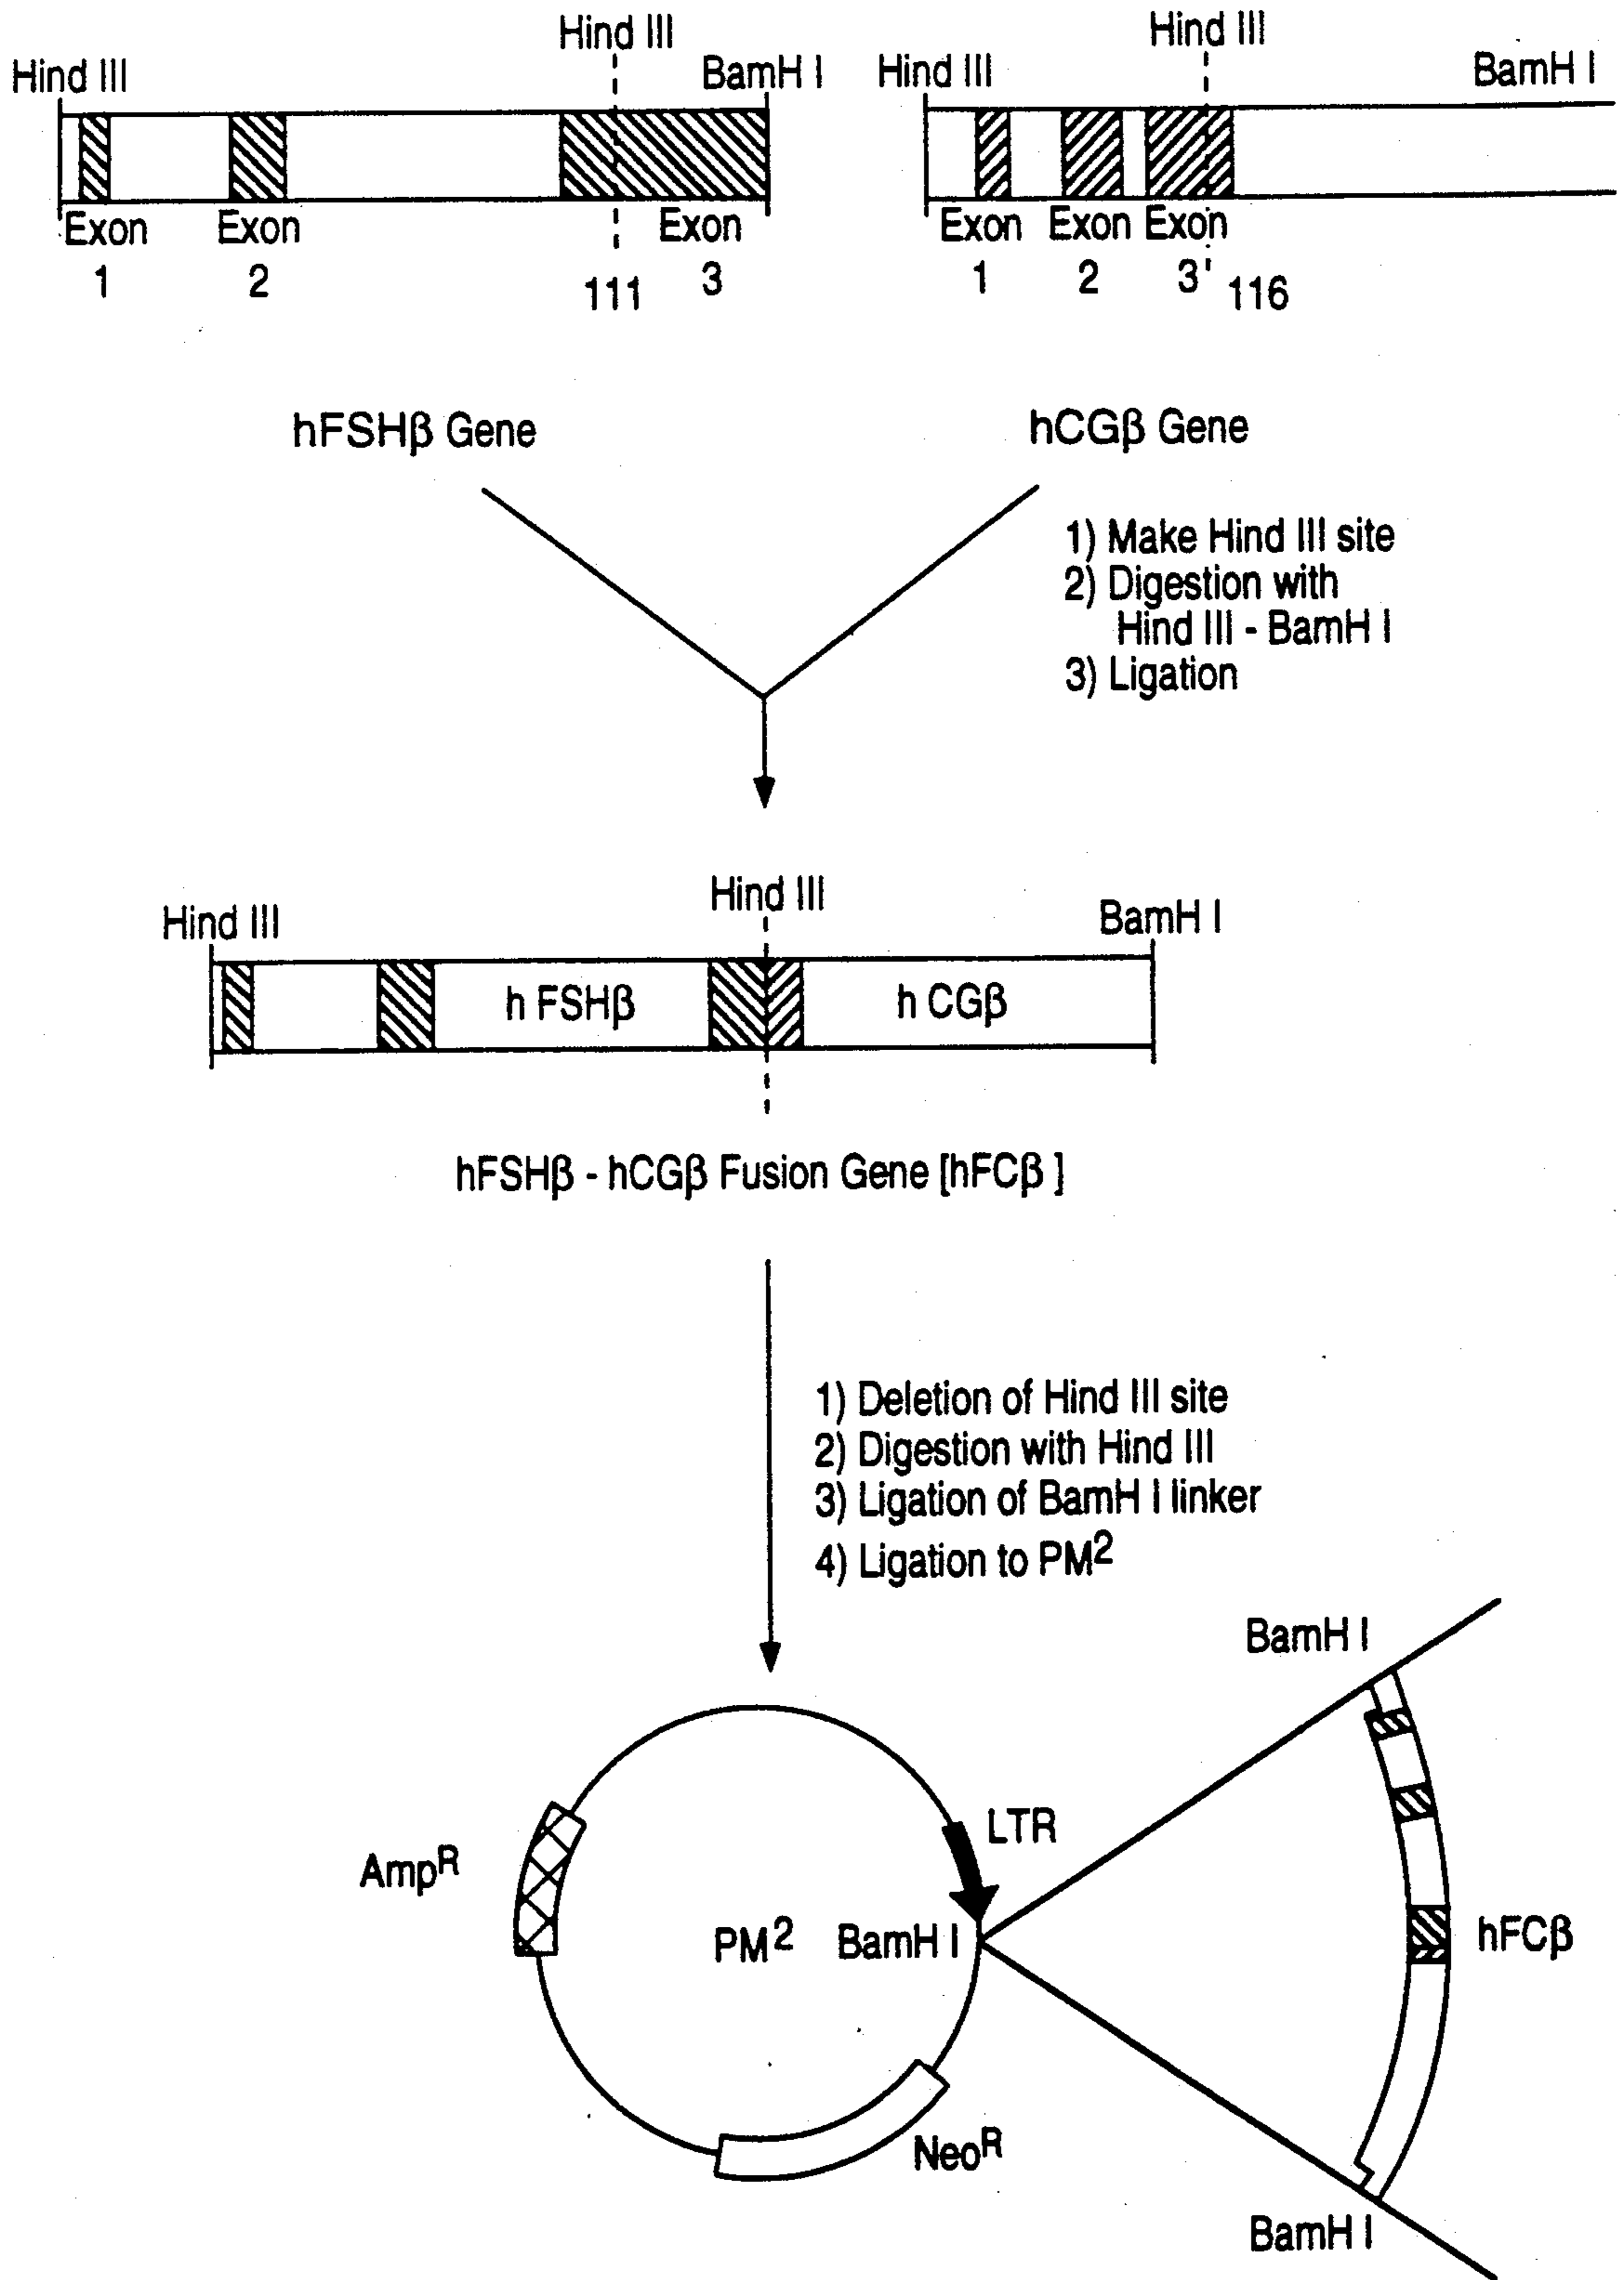 Hind III
Hind III
BamH I
Hind III
Hind III
BamH I
Exon
1
Exon
2
111
Exon
3
Exon
1
Exon
2
Exon
3'
116
hFSHβ Gene
hCGβ Gene
1) Make Hind III site
2) Digestion with
Hind III - BamH I
3) Ligation
Hind III
Hind III
BamH I
h FSHβ
h CGβ
hFSHβ - hCGβ Fusion Gene [hFCβ ]
1) Deletion of Hind III site
2) Digestion with Hind III
3) Ligation of BamH I linker
4) Ligation to PM²
BamH I
LTR
Ampᴿ
PM²
BamH I
hFCβ
Neoᴿ
BamH I